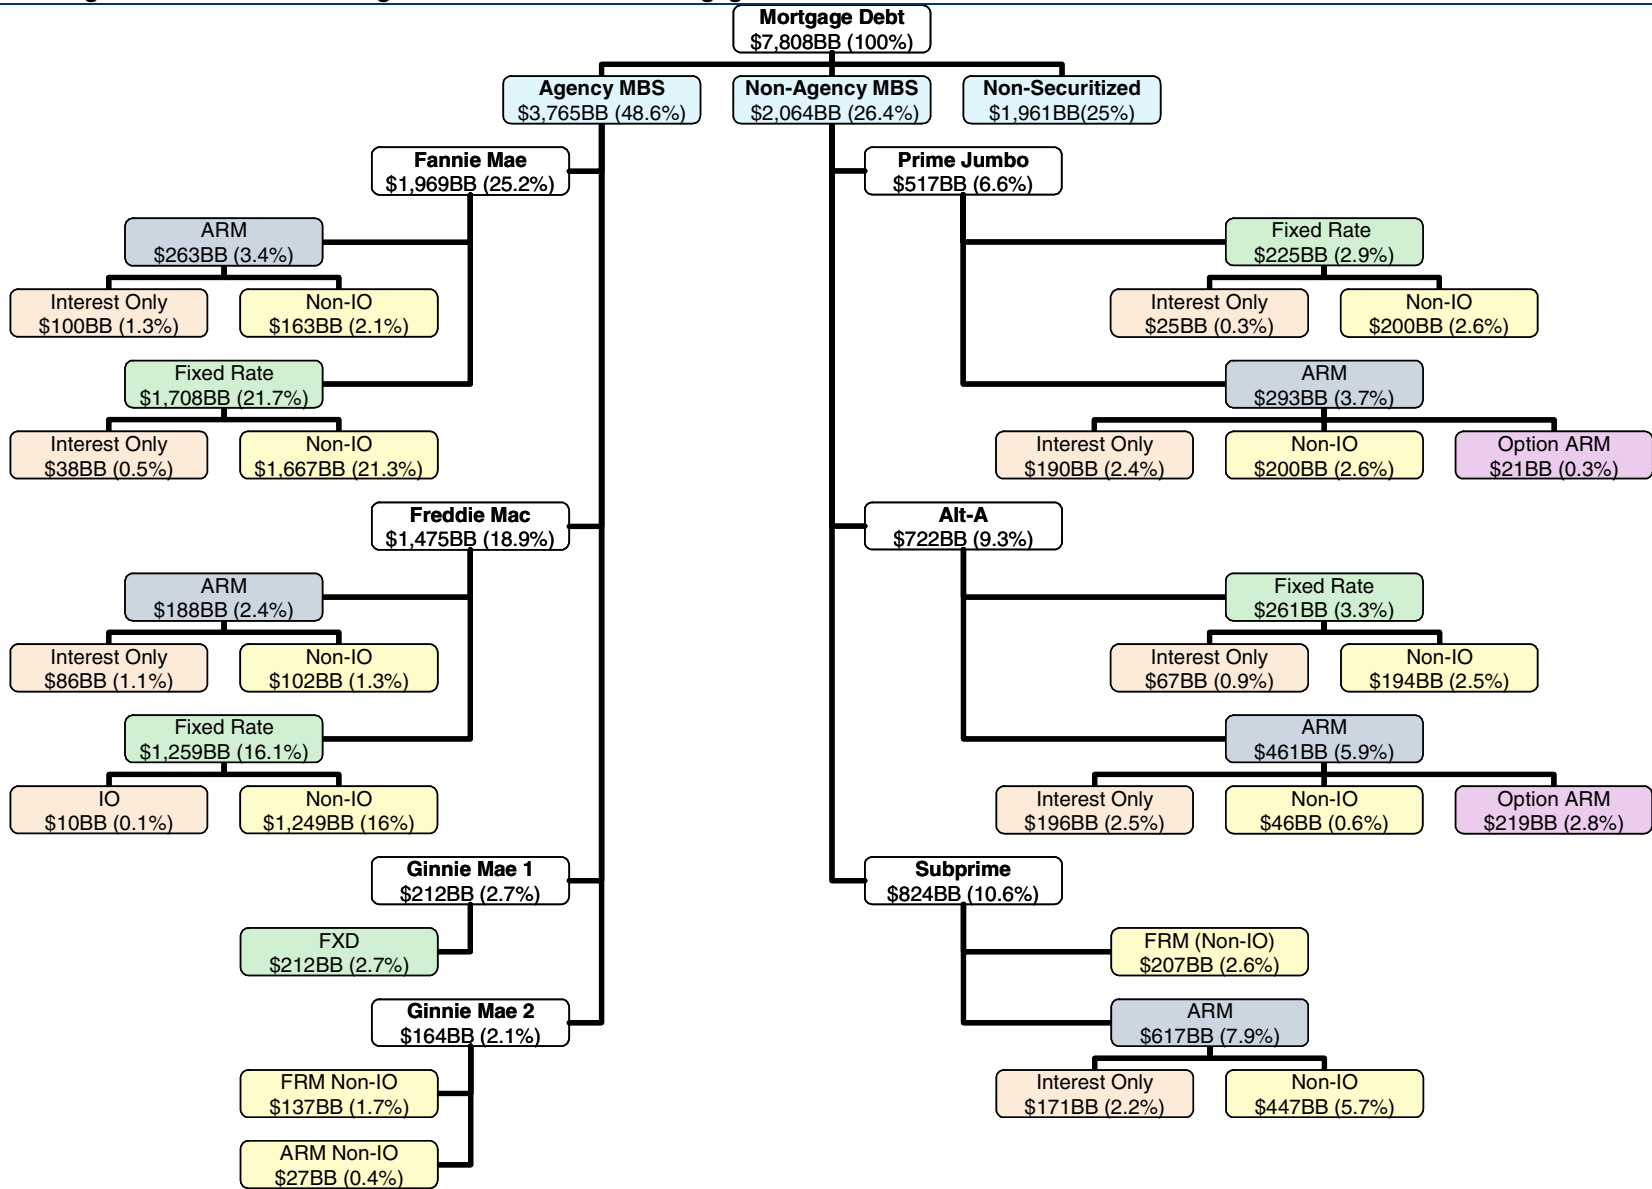 Mortgage Debt
$7,808BB (100%)
Agency MBS
$3,765BB (48.6%)
Non-Agency MBS
$2,064BB (26.4%)
Non-Securitized
$1,961BB(25%)
Fannie Mae
$1,969BB (25.2%)
ARM
$263BB (3.4%)
Interest Only
$100BB (1.3%)
Non-IO
$163BB (2.1%)
Fixed Rate
$1,708BB (21.7%)
Interest Only
$38BB (0.5%)
Non-IO
$1,667BB (21.3%)
Freddie Mac
$1,475BB (18.9%)
ARM
$188BB (2.4%)
Interest Only
$86BB (1.1%)
Non-IO
$102BB (1.3%)
Fixed Rate
$1,259BB (16.1%)
IO
$10BB (0.1%)
Non-IO
$1,249BB (16%)
Ginnie Mae 1
$212BB (2.7%)
FXD
$212BB (2.7%)
Ginnie Mae 2
$164BB (2.1%)
FRM Non-IO
$137BB (1.7%)
ARM Non-IO
$27BB (0.4%)
Prime Jumbo
$517BB (6.6%)
Fixed Rate
$225BB (2.9%)
Interest Only
$25BB (0.3%)
Non-IO
$200BB (2.6%)
ARM
$293BB (3.7%)
Interest Only
$190BB (2.4%)
Non-IO
$200BB (2.6%)
Option ARM
$21BB (0.3%)
Alt-A
$722BB (9.3%)
Fixed Rate
$261BB (3.3%)
Interest Only
$67BB (0.9%)
Non-IO
$194BB (2.5%)
ARM
$461BB (5.9%)
Interest Only
$196BB (2.5%)
Non-IO
$46BB (0.6%)
Option ARM
$219BB (2.8%)
Subprime
$824BB (10.6%)
FRM (Non-IO)
$207BB (2.6%)
ARM
$617BB (7.9%)
Interest Only
$171BB (2.2%)
Non-IO
$447BB (5.7%)